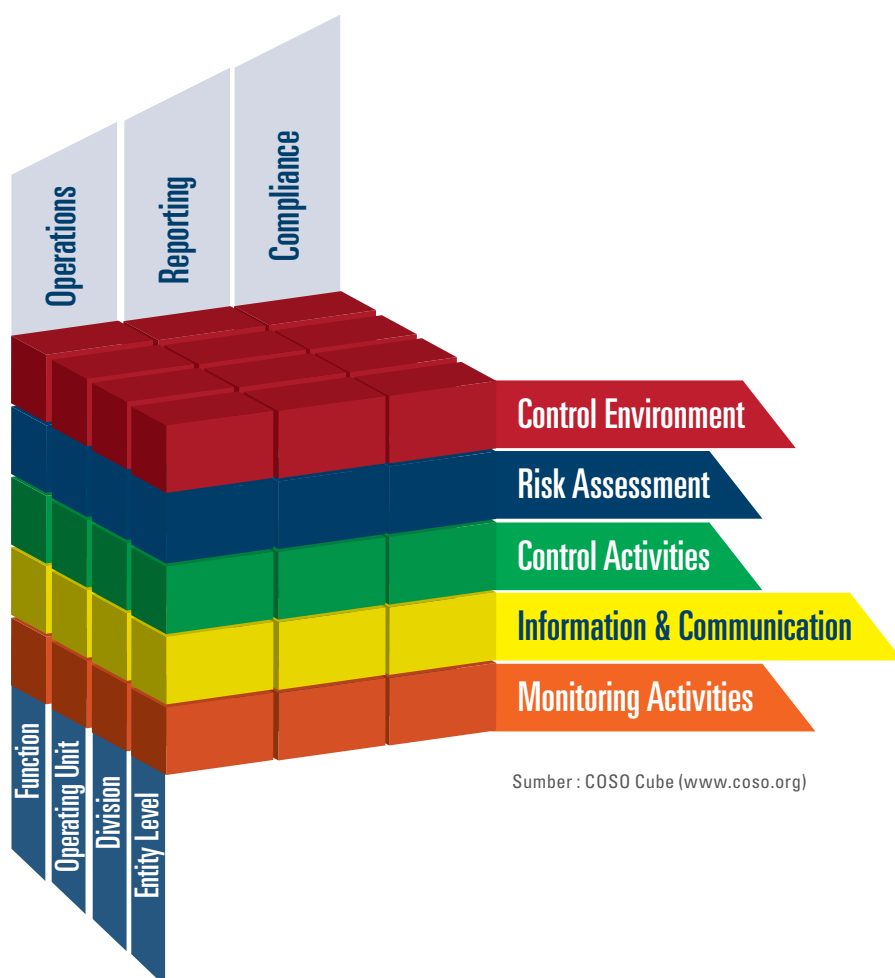 Operations
Reporting
Compliance
Control Environment
Risk Assessment
Control Activities
Information & Communication
Monitoring Activities
Function
Operating Unit
Division
Entity Level
Sumber : COSO Cube (www.coso.org)